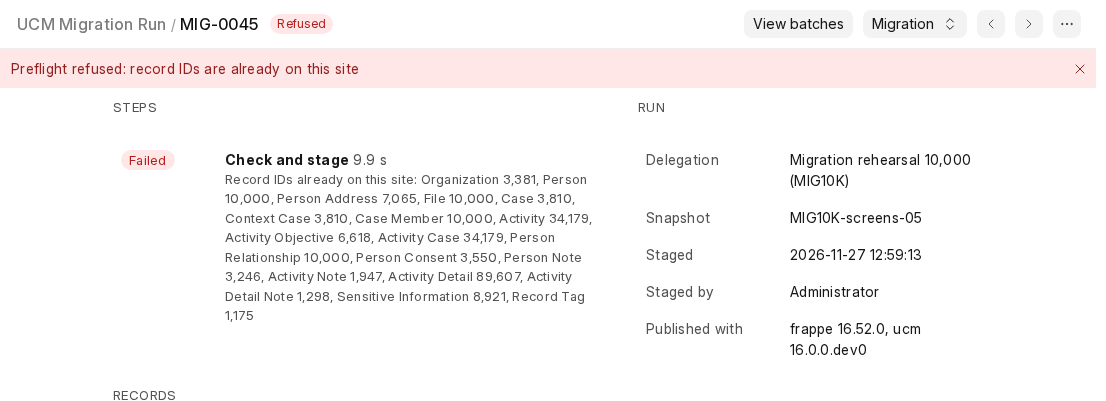 UCM Migration Run / MIG-0045 Refused
View batches Migration
Preflight refused: record IDs are already on this site
STEPS
Failed
Check and stage 9.9 s
Record IDs already on this site: Organization 3,381, Person
10,000, Person Address 7,065, File 10,000, Case 3,810,
Context Case 3,810, Case Member 10,000, Activity 34,179,
Activity Objective 6,618, Activity Case 34,179, Person
Relationship 10,000, Person Consent 3,550, Person Note
3,246, Activity Note 1,947, Activity Detail 89,607, Activity
Detail Note 1,298, Sensitive Information 8,921, Record Tag
1,175
RUN
Delegation Migration rehearsal 10,000
(MIG10K)
Snapshot MIG10K-screens-05
Staged 2026-11-27 12:59:13
Staged by Administrator
Published with frappe 16.52.0, ucm
16.0.0.dev0
RECORDS